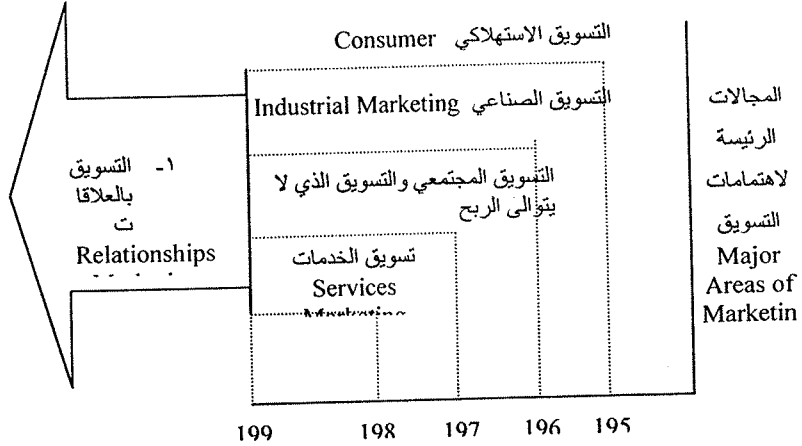 التسويق الاستهلاكي Consumer
التسويق الصناعي Industrial Marketing
التسويق المجتمعي والتسويق الذي لا
يتوالى الربح
تسويق الخدمات
Services
المجالات
الرئيسة
لاهتمامات
التسويق
Major
Areas of
Marketin
١- التسويق
بالعلاقا
ت
Relationships
199 198 197 196 195